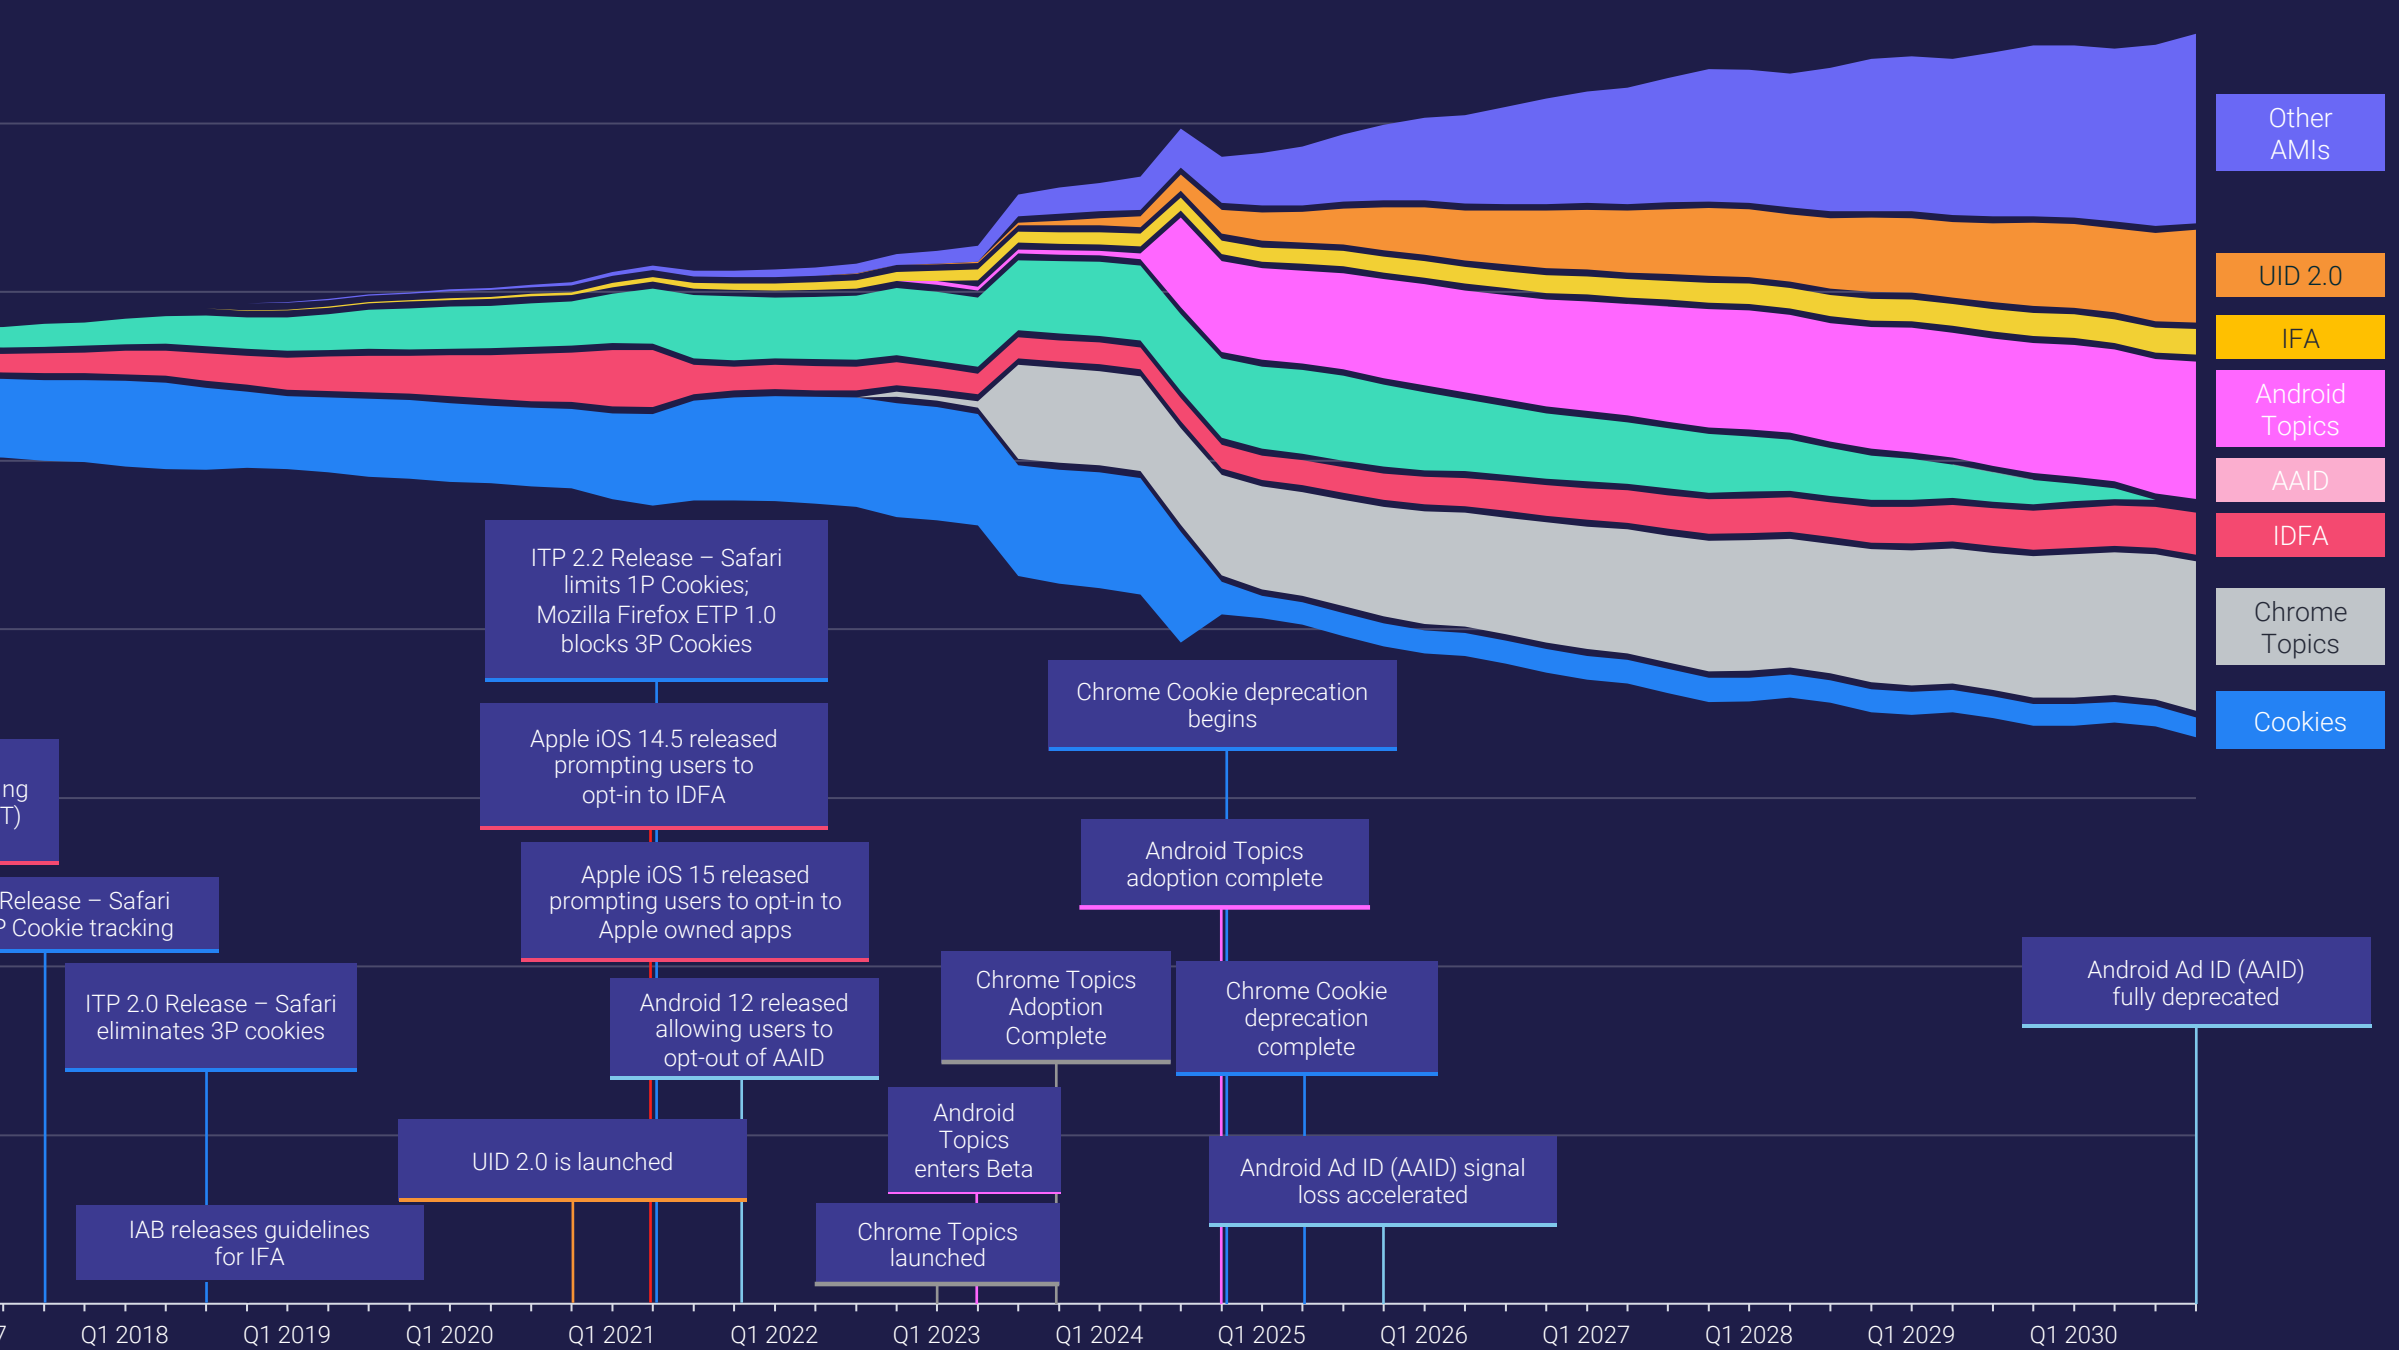 Other
AMIs
UID 2.0
IFA
Android
Topics
AAID
IDFA
Chrome
Topics
Cookies
ITP 2.2 Release – Safari
limits 1P Cookies;
Mozilla Firefox ETP 1.0
blocks 3P Cookies
Chrome Cookie deprecation
begins
Apple iOS 14.5 released
prompting users to
opt-in to IDFA
ng
T)
Android Topics
adoption complete
Apple iOS 15 released
prompting users to opt-in to
Apple owned apps
Release – Safari
P Cookie tracking
Android Ad ID (AAID)
fully deprecated
Chrome Topics
Adoption
Complete
Chrome Cookie
deprecation
complete
ITP 2.0 Release – Safari
eliminates 3P cookies
Android 12 released
allowing users to
opt-out of AAID
Android
Topics
enters Beta
UID 2.0 is launched
Android Ad ID (AAID) signal
loss accelerated
IAB releases guidelines
for IFA
Chrome Topics
launched
7 Q1 2018 Q1 2019 Q1 2020 Q1 2021 Q1 2022 Q1 2023 Q1 2024 Q1 2025 Q1 2026 Q1 2027 Q1 2028 Q1 2029 Q1 2030